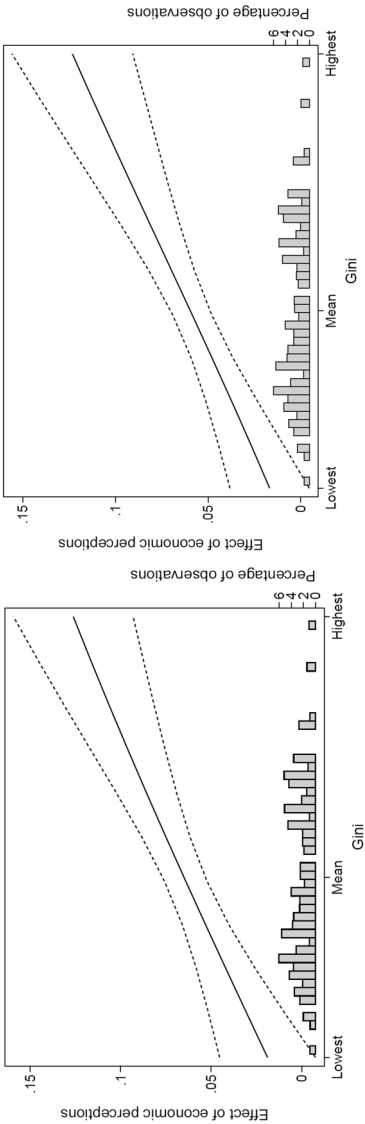 Effect of economic perceptions
.15
.1
.05
0
Lowest Mean Highest
Gini
6
4
2
0
Percentage of observations
Effect of economic perceptions
.15
.1
.05
0
Lowest Mean Highest
Gini
6
4
2
0
Percentage of observations